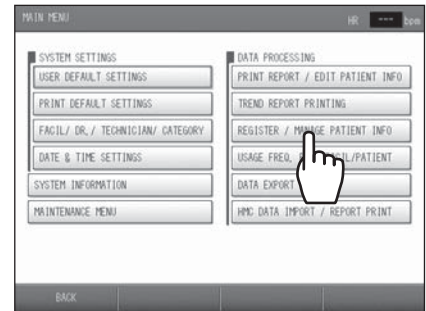 MAIN MENU
HR --- bpm
SYSTEM SETTINGS
USER DEFAULT SETTINGS
PRINT DEFAULT SETTINGS
FACIL/ DR./ TECHNICIAN/ CATEGORY
DATE & TIME SETTINGS
SYSTEM INFORMATION
MAINTENANCE MENU
DATA PROCESSING
PRINT REPORT / EDIT PATIENT INFO
TREND REPORT PRINTING
REGISTER / MANAGE PATIENT INFO
USAGE FREQ. /PATIENT
DATA EXPORT
HMC DATA IMPORT / REPORT PRINT
BACK